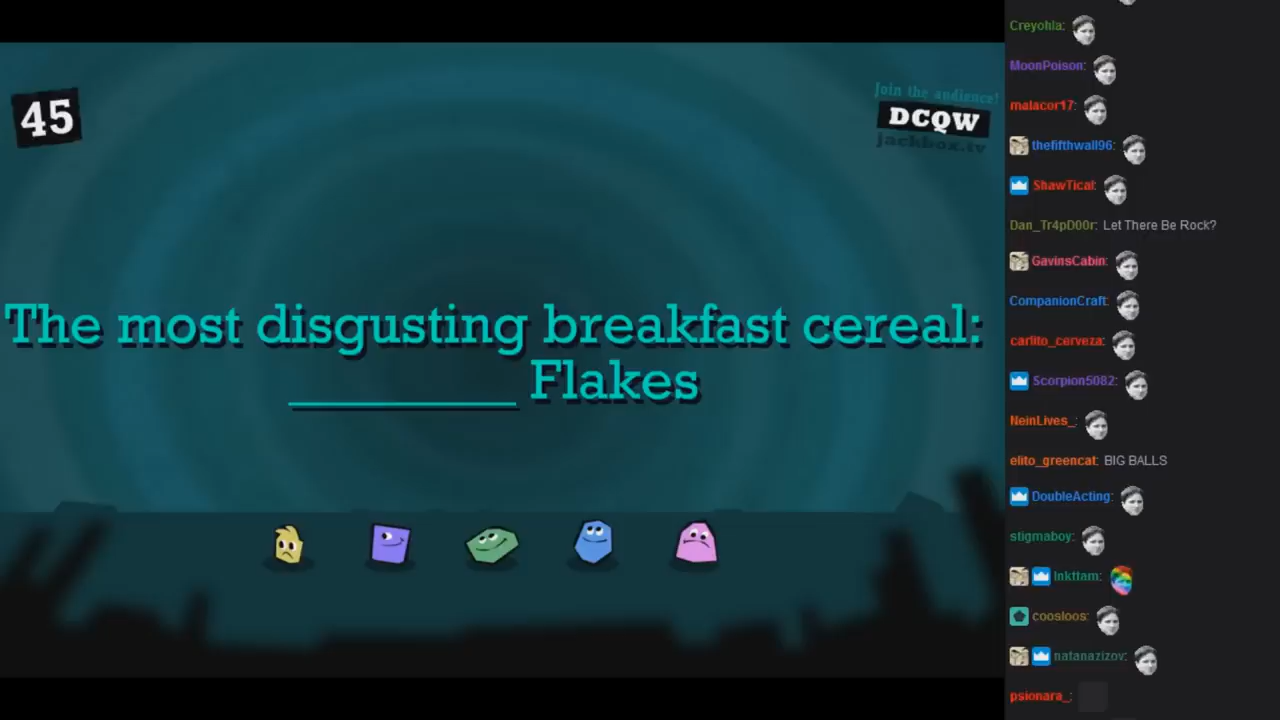 45
Join the audience!
DCQW
jackbox.tv
The most disgusting breakfast cereal:
________ Flakes
Creyohla:
MoonPoison:
malacor17:
thefifthwall96:
ShawTical:
Dan_Tr4pD00r: Let There Be Rock?
GavinsCabin:
CompanionCraft:
carlito_cerveza:
Scorpion5082:
NeinLives_:
elito_greencat: BIG BALLS
DoubleActing:
stigmaboy:
Inkttam:
coosloos:
natanazizov:
psionara_: